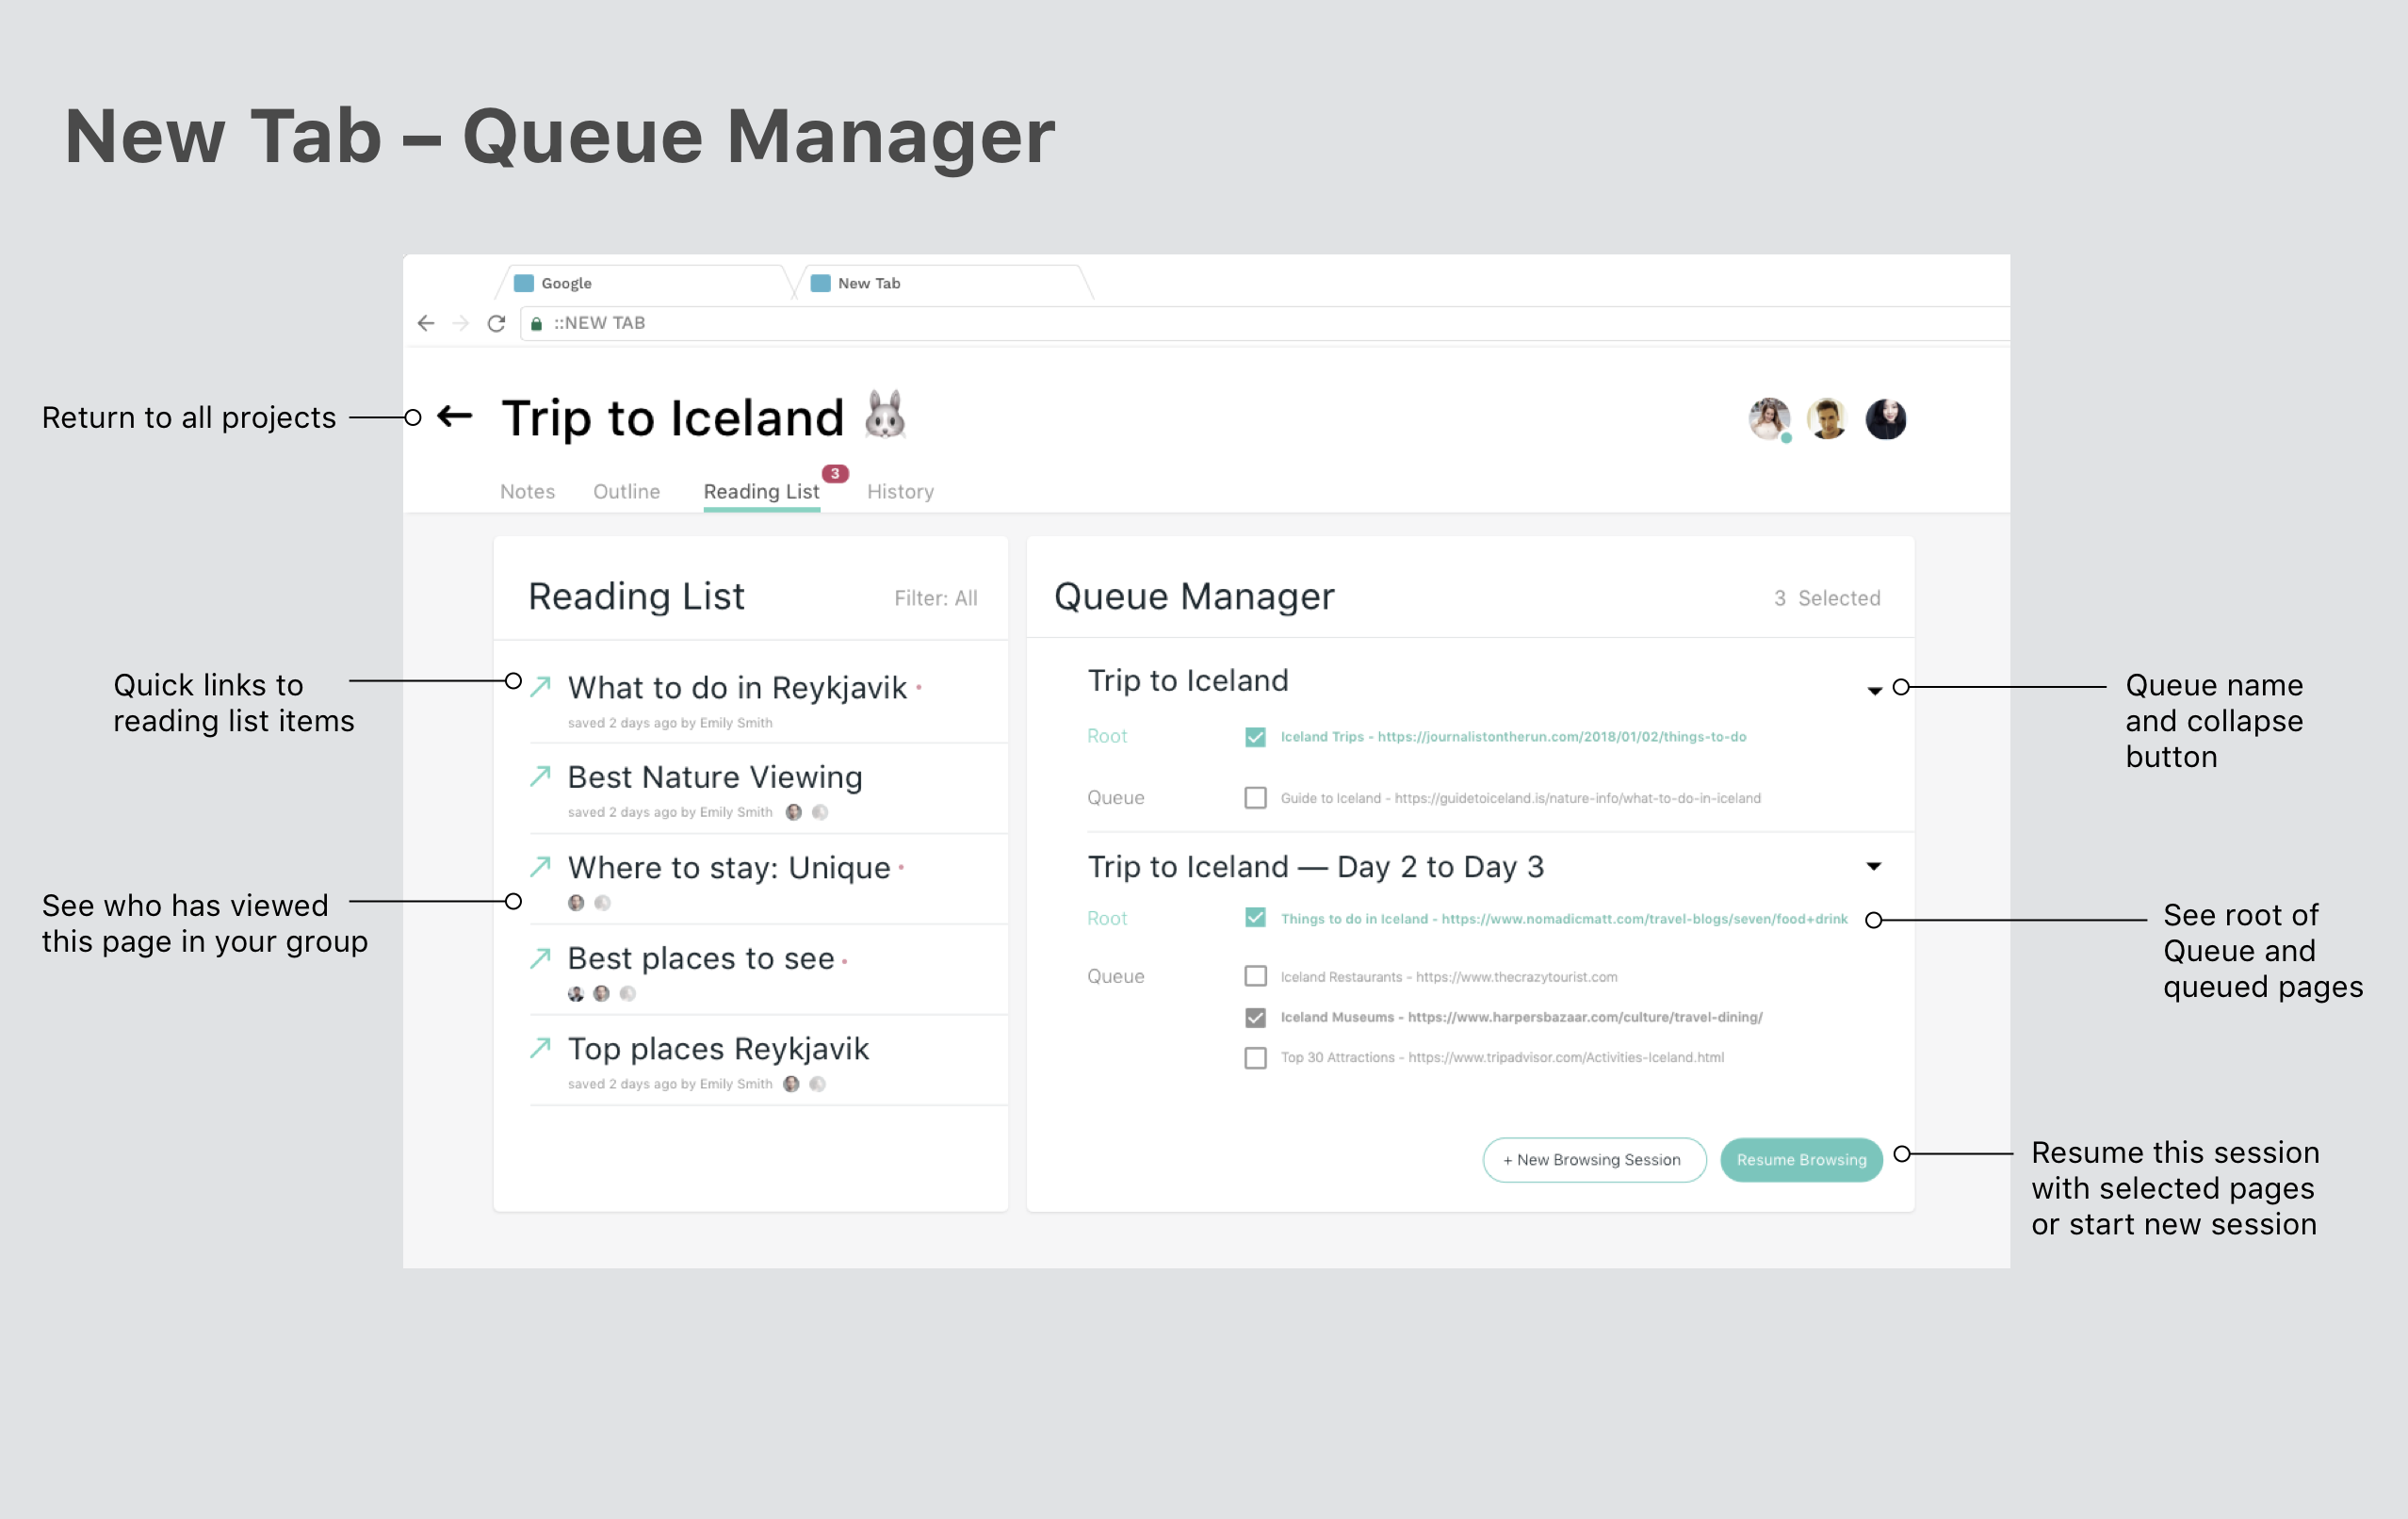 New Tab – Queue Manager
Google
New Tab
::NEW TAB
Return to all projects
Trip to Iceland
Notes
Outline
Reading List
3
History
Reading List
Filter: All
Quick links to
reading list items
What to do in Reykjavik
saved 2 days ago by Emily Smith
Best Nature Viewing
saved 2 days ago by Emily Smith
Where to stay: Unique
See who has viewed
this page in your group
Best places to see
Top places Reykjavik
saved 2 days ago by Emily Smith
Queue Manager
3 Selected
Trip to Iceland
Queue name
and collapse
button
Root
Iceland Trips - https://journalistontherun.com/2018/01/02/things-to-do
Queue
Guide to Iceland - https://guidetoiceland.is/nature-info/what-to-do-in-iceland
Trip to Iceland — Day 2 to Day 3
Root
Things to do in Iceland - https://www.nomadicmatt.com/travel-blogs/seven/food+drink
See root of
Queue and
queued pages
Queue
Iceland Restaurants - https://www.thecrazytourist.com
Iceland Museums - https://www.harpersbazaar.com/culture/travel-dining/
Top 30 Attractions - https://www.tripadvisor.com/Activities-Iceland.html
+ New Browsing Session
Resume Browsing
Resume this session
with selected pages
or start new session